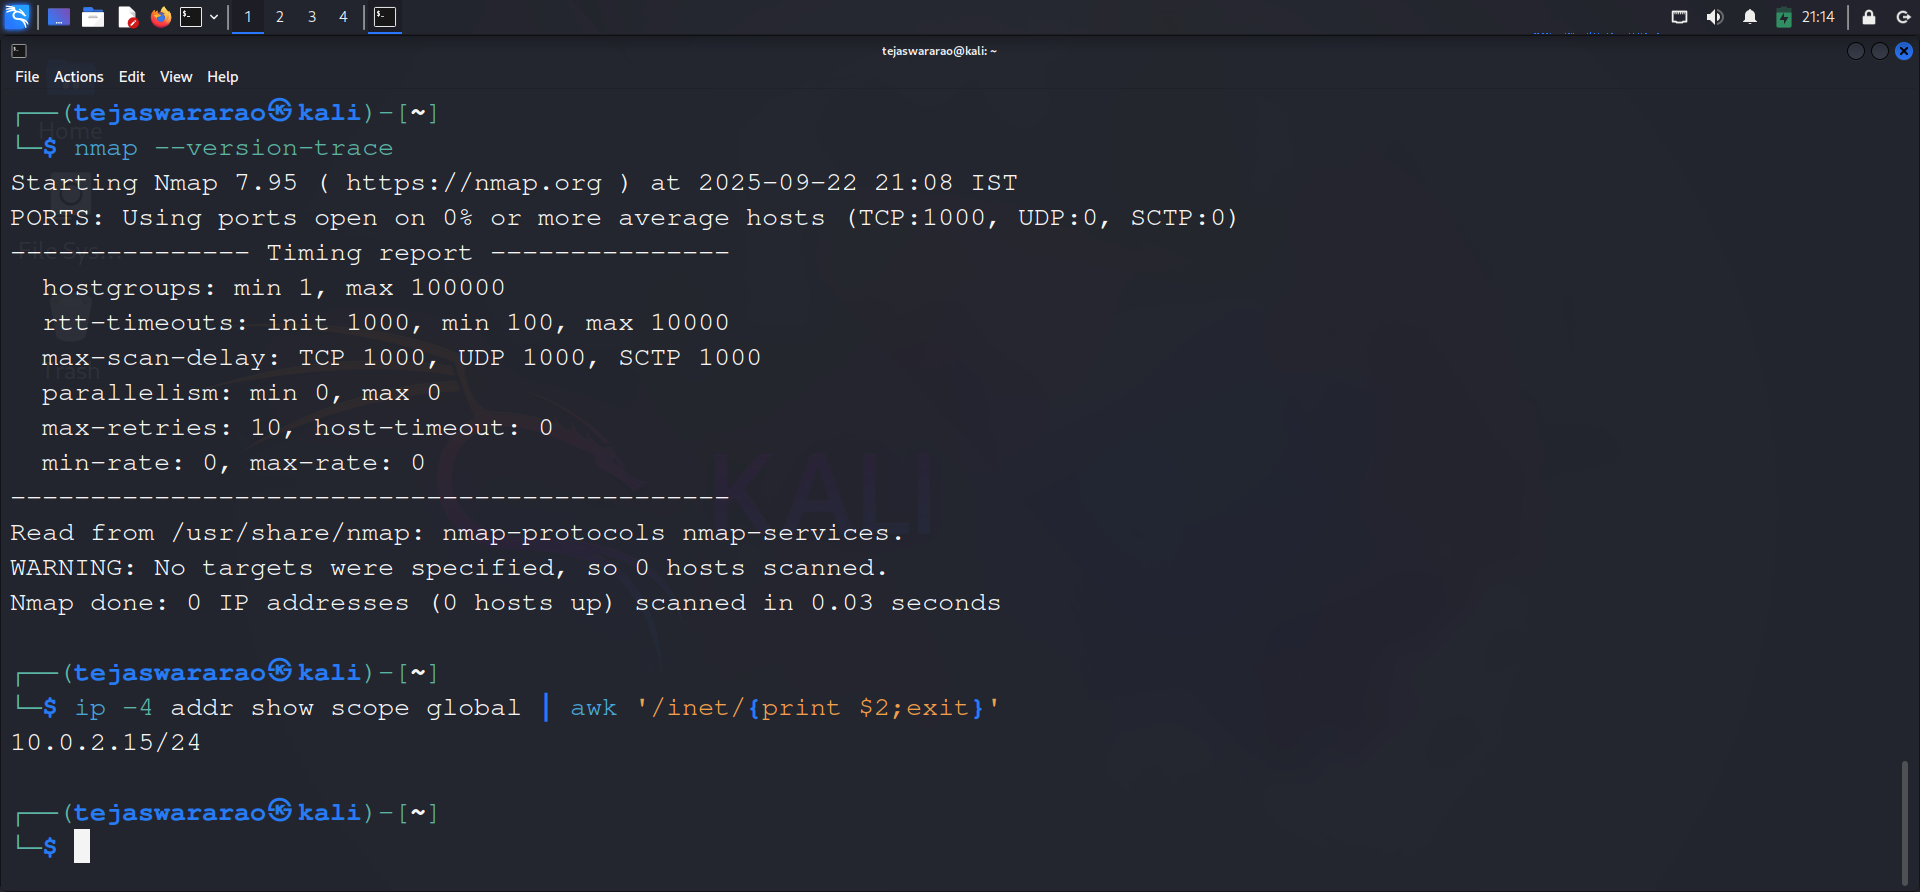 1 2 3 4
21:14
tejaswararao@kali: ~
File Actions Edit View Help
┌──(tejaswararao㉿kali)-[~]
└─$ nmap --version-trace
Starting Nmap 7.95 ( https://nmap.org ) at 2025-09-22 21:08 IST
PORTS: Using ports open on 0% or more average hosts (TCP:1000, UDP:0, SCTP:0)
--------------- Timing report ---------------
  hostgroups: min 1, max 100000
  rtt-timeouts: init 1000, min 100, max 10000
  max-scan-delay: TCP 1000, UDP 1000, SCTP 1000
  parallelism: min 0, max 0
  max-retries: 10, host-timeout: 0
  min-rate: 0, max-rate: 0
---------------------------------------------
Read from /usr/share/nmap: nmap-protocols nmap-services.
WARNING: No targets were specified, so 0 hosts scanned.
Nmap done: 0 IP addresses (0 hosts up) scanned in 0.03 seconds
┌──(tejaswararao㉿kali)-[~]
└─$ ip -4 addr show scope global | awk '/inet/{print $2;exit}'
10.0.2.15/24
┌──(tejaswararao㉿kali)-[~]
└─$
Home
File Sys...
Trash
KALI